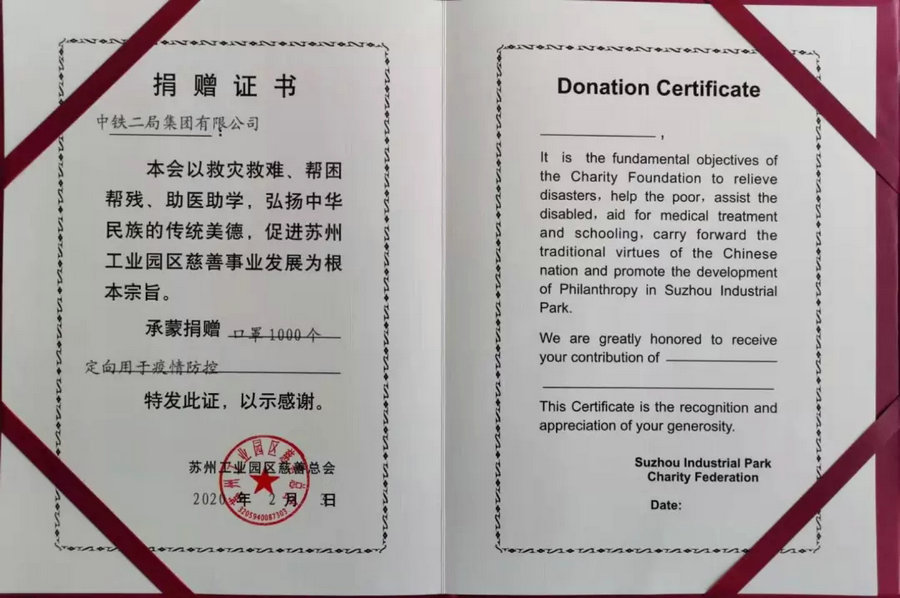 捐赠证书
中铁二局集团有限公司：
本会以救灾救难、帮困
帮残、助医助学，弘扬中华
民族的传统美德，促进苏州
工业园区慈善事业发展为根
本宗旨。
承蒙捐赠 口罩1000个
定向用于疫情防控
特发此证，以示感谢。
苏州工业园区慈善总会
2020年 2 月 日
3205940087303
Donation Certificate
,
It is the fundamental objectives of
the Charity Foundation to relieve
disasters, help the poor, assist the
disabled, aid for medical treatment
and schooling, carry forward the
traditional virtues of the Chinese
nation and promote the development
of Philanthropy in Suzhou Industrial
Park.
We are greatly honored to receive
your contribution of
This Certificate is the recognition and
appreciation of your generosity.
Suzhou Industrial Park
Charity Federation
Date: